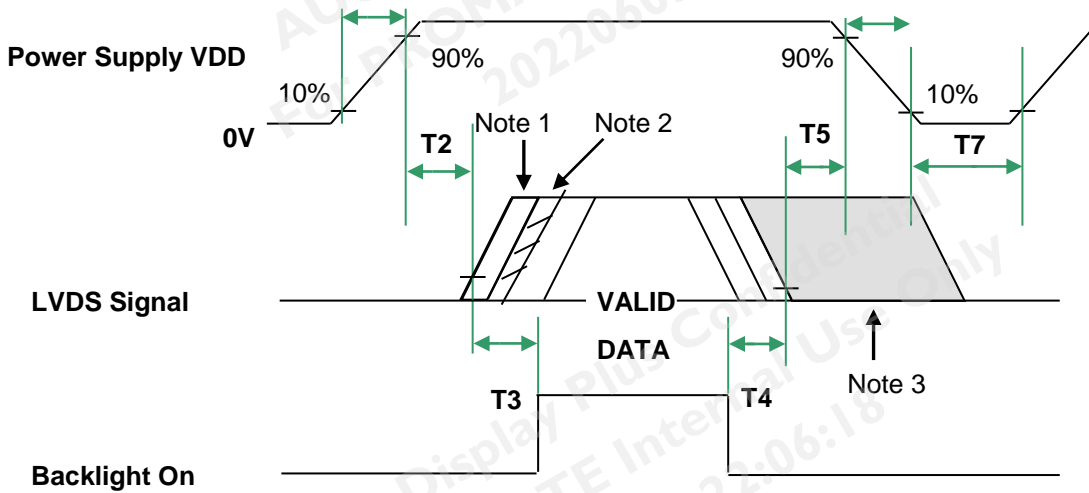 Power Supply VDD
90%
90%
10%
10%
0V
Note 1
Note 2
T2
T5
T7
LVDS Signal
VALID
DATA
Note 3
T3
T4
Backlight On
Display Plus Confidential
Internal Use Only